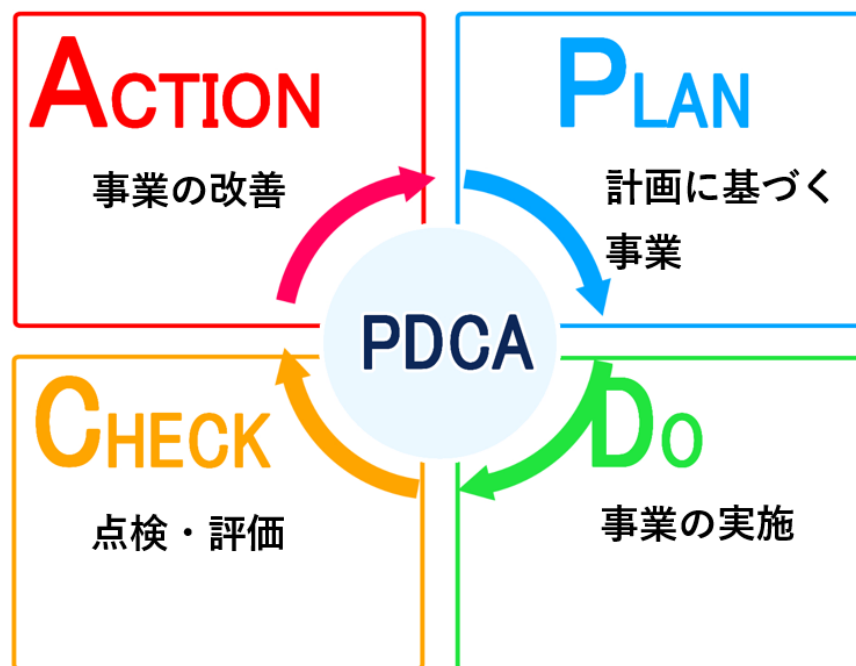 ACTION
事業の改善
PLAN
計画に基づく
事業
PDCA
CHECK
点検・評価
DO
事業の実施